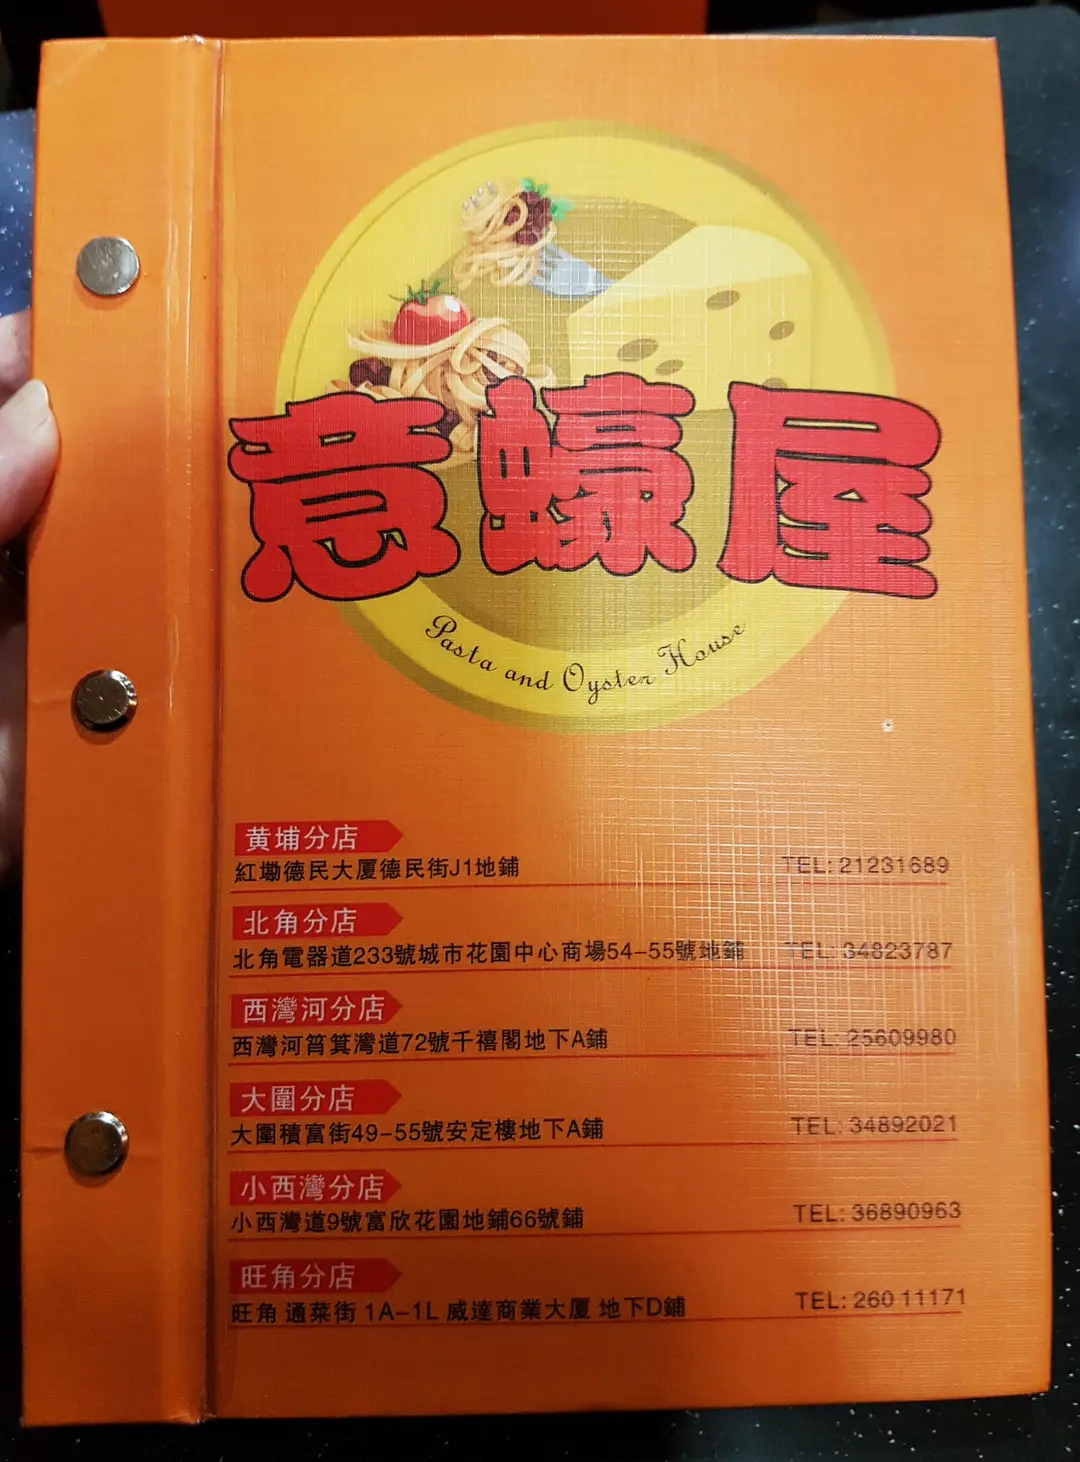 意蠔屋
Pasta and Oyster House
黃埔分店
紅磡德民大厦德民街J1地鋪 TEL: 21231689
北角分店
北角電器道233號城市花園中心商場54-55號地鋪 TEL: 34823787
西灣河分店
西灣河筲箕灣道72號千禧閣地下A鋪 TEL: 25609980
大圍分店
大圍積富街49-55號安定樓地下A鋪 TEL: 34892021
小西灣分店
小西灣道9號富欣花園地鋪66號鋪 TEL: 36890963
旺角分店
旺角 通菜街 1A-1L 威達商業大厦 地下D鋪 TEL: 260 11171